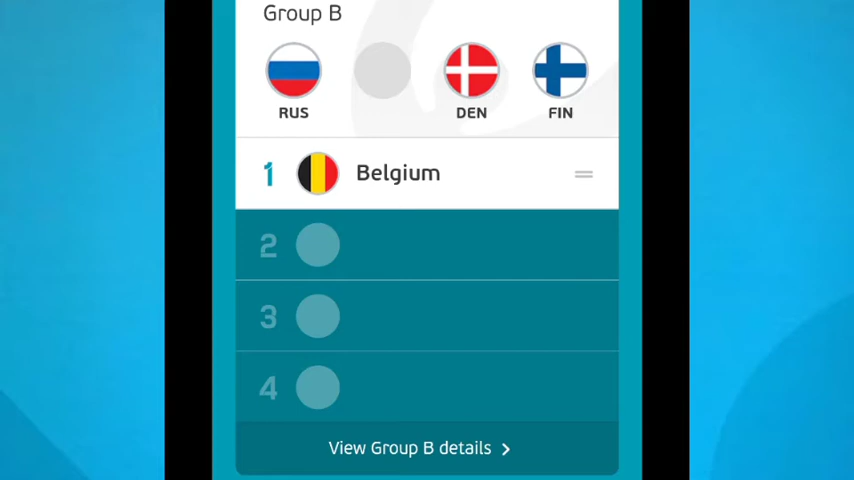 Group B
RUS DEN FIN
1 Belgium
2
3
4
View Group B details >